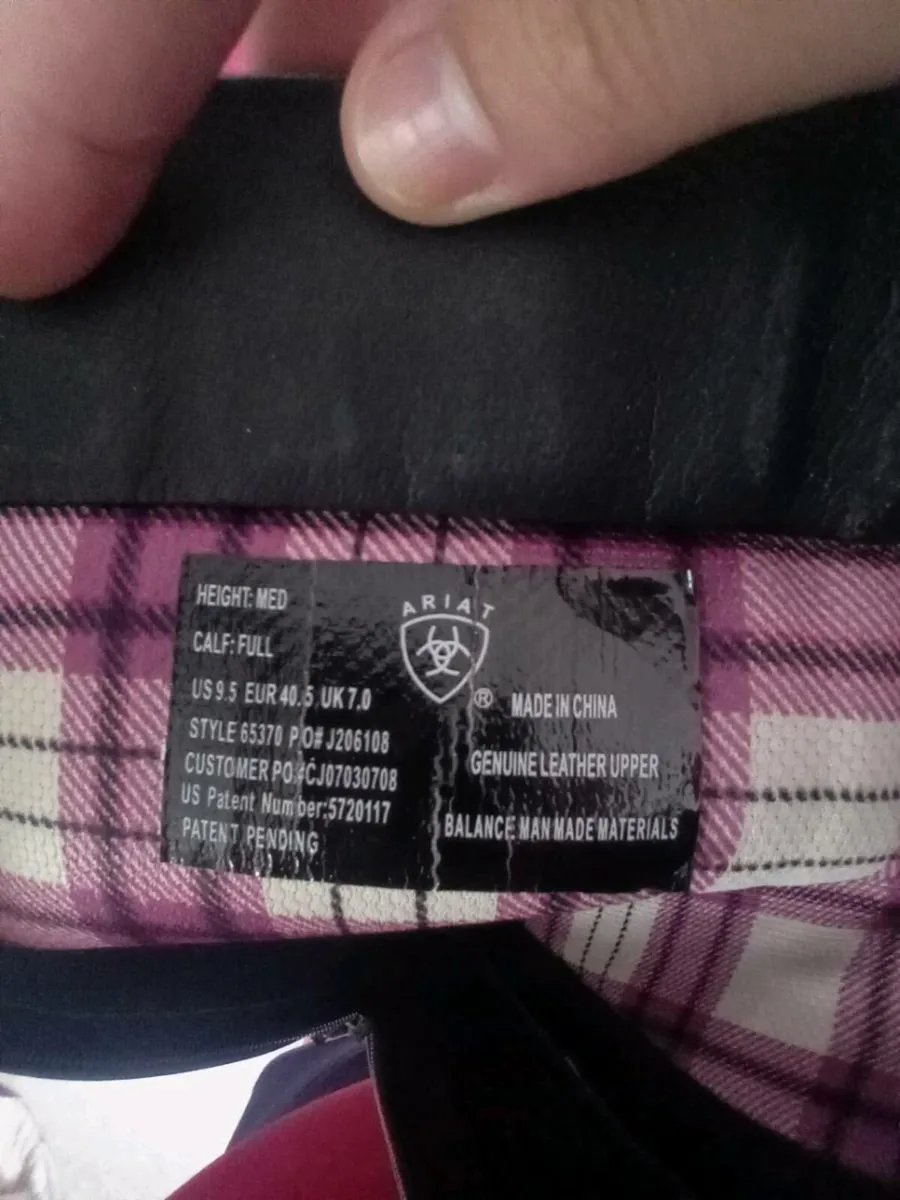 HEIGHT: MED
CALF: FULL
US 9.5 EUR 40.5 UK 7.0
STYLE 65370 P.O# J206108
CUSTOMER PO #CJ07030708
US Patent Number:5720117
PATENT PENDING
ARIAT
®
MADE IN CHINA
GENUINE LEATHER UPPER
BALANCE MAN MADE MATERIALS